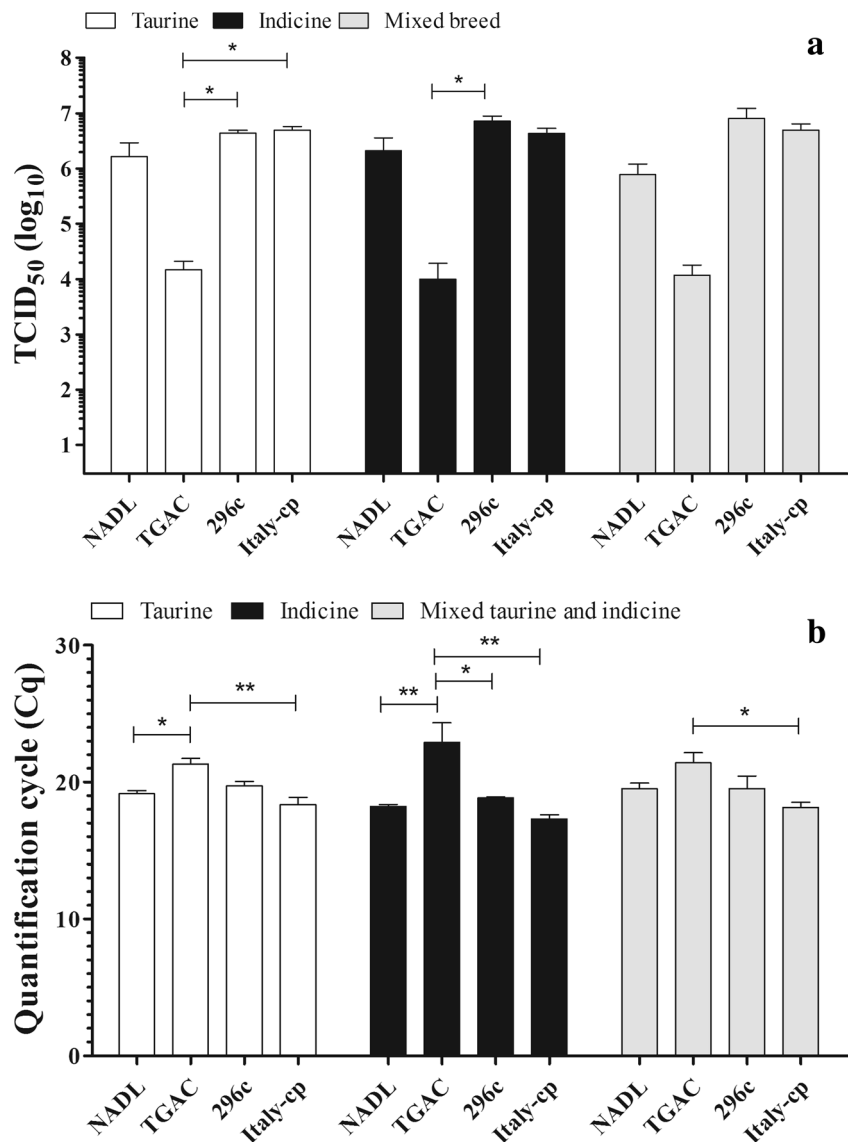 Taurine Indicine Mixed breed
a
TCID50 (log10)
8
7
6
5
4
3
2
1
* * *
NADL TGAC 296c Italy-cp NADL TGAC 296c Italy-cp NADL TGAC 296c Italy-cp
Taurine Indicine Mixed taurine and indicine
b
Quantification cycle (Cq)
30
20
10
0
* ** ** * ** *
NADL TGAC 296c Italy-cp NADL TGAC 296c Italy-cp NADL TGAC 296c Italy-cp